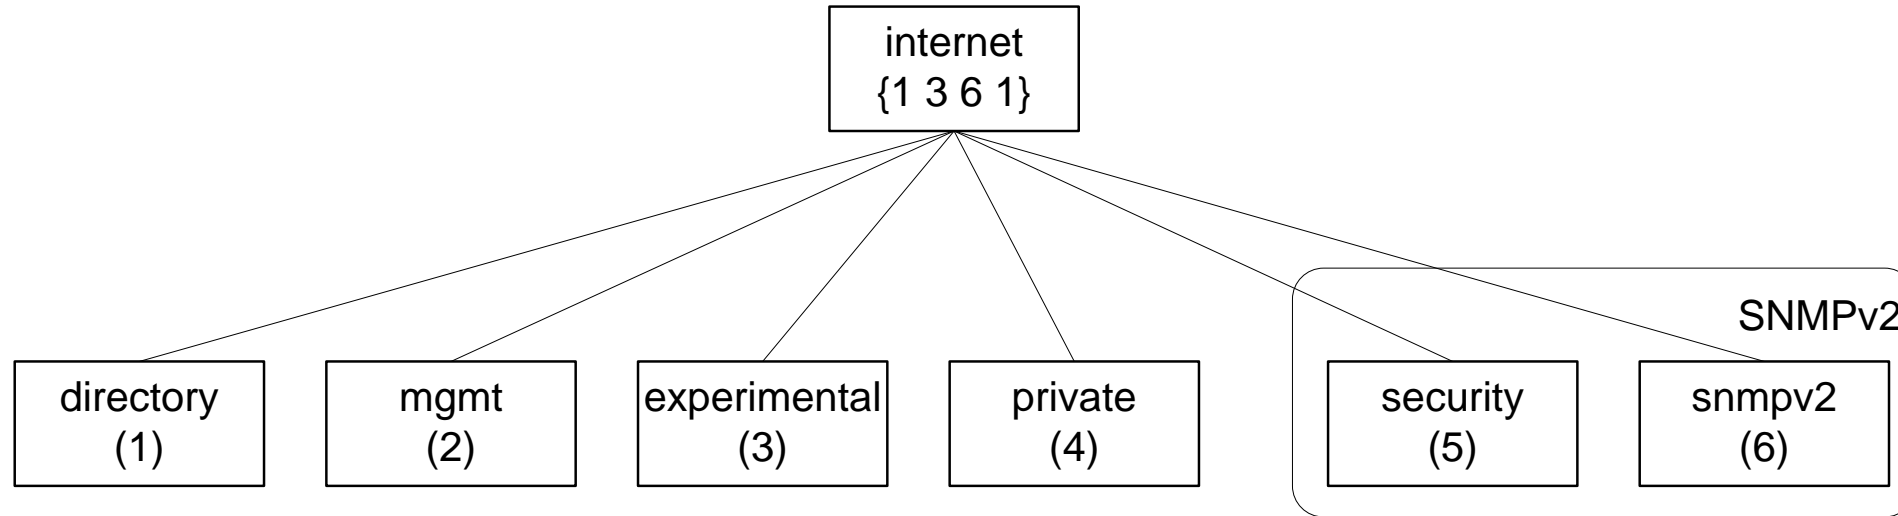 internet
{1 3 6 1}
SNMPv2
directory
(1)
mgmt
(2)
experimental
(3)
private
(4)
security
(5)
snmpv2
(6)